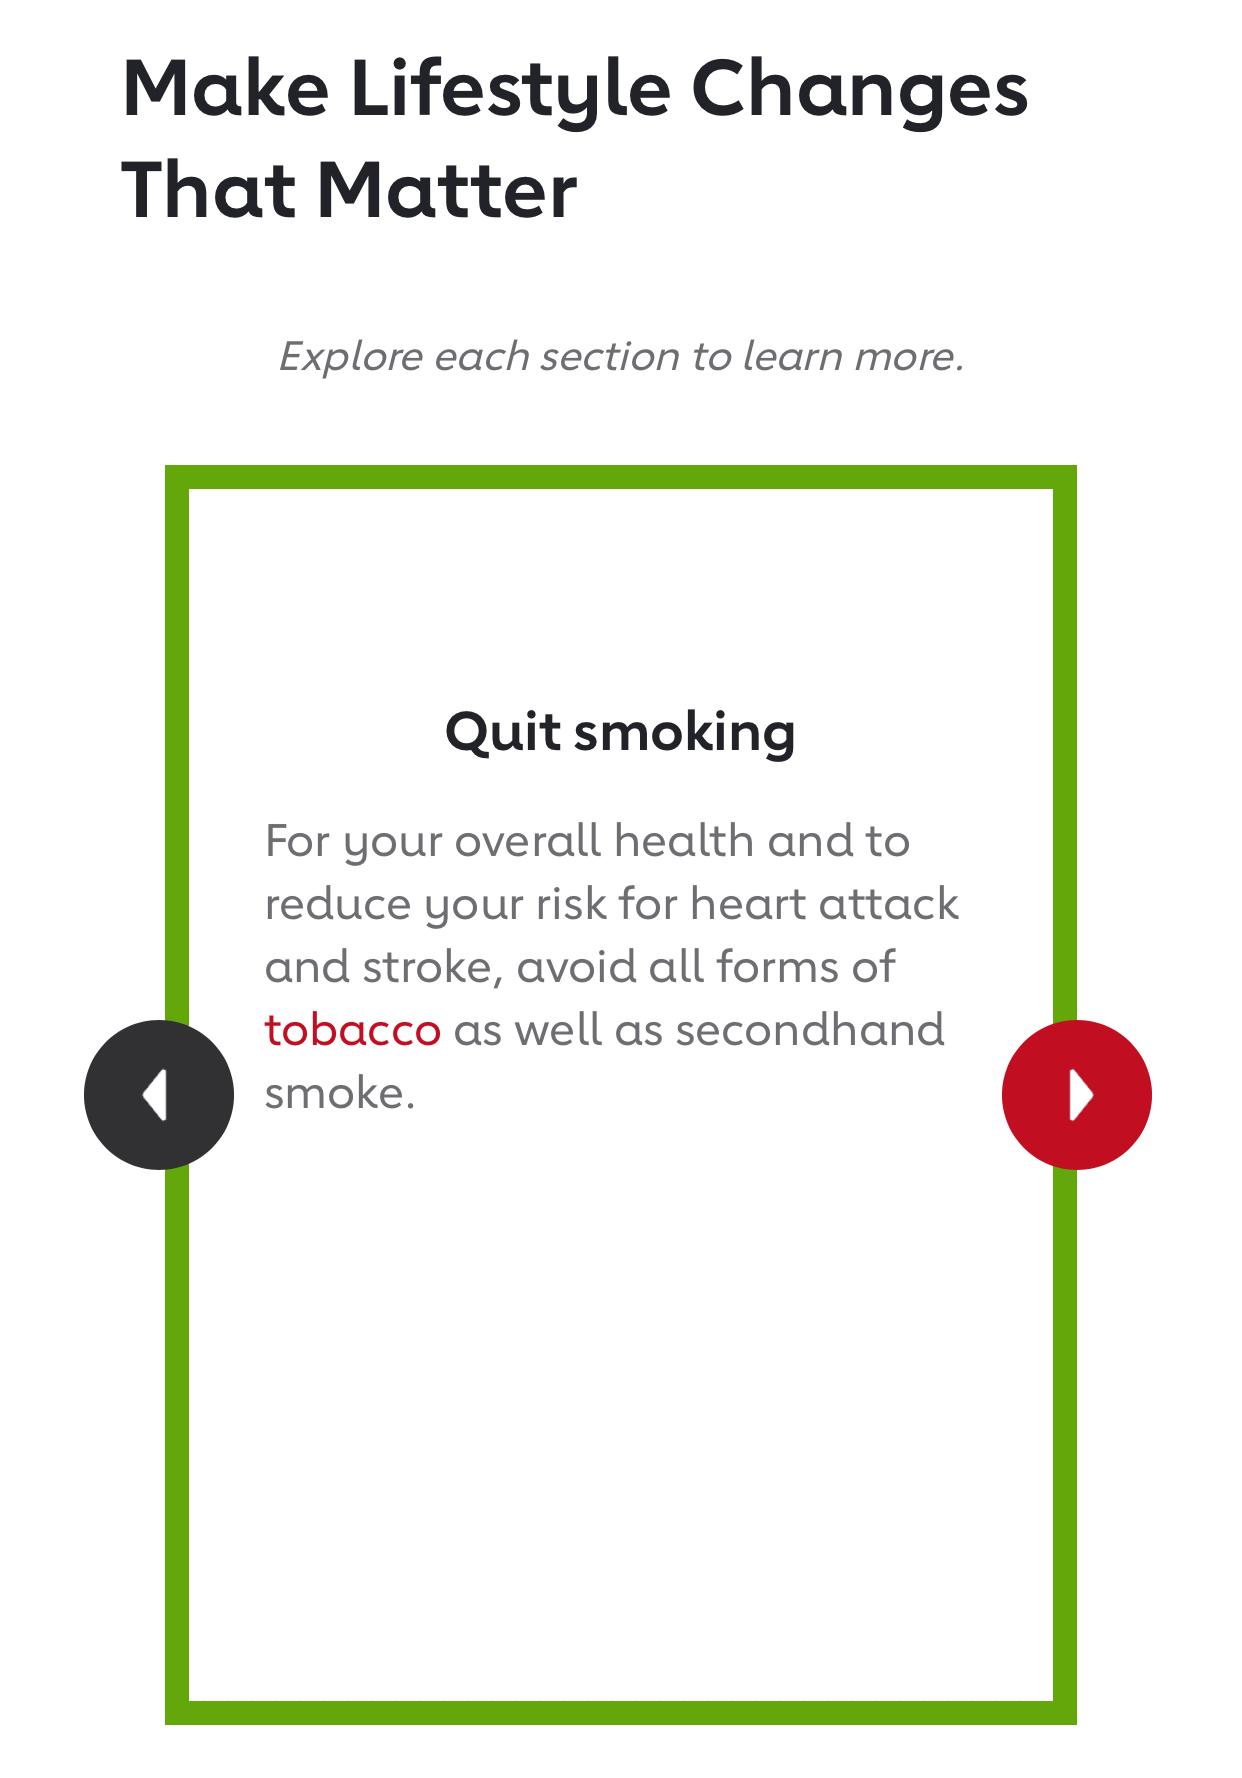 Make Lifestyle Changes
That Matter
Explore each section to learn more.
Quit smoking
For your overall health and to
reduce your risk for heart attack
and stroke, avoid all forms of
tobacco as well as secondhand
smoke.